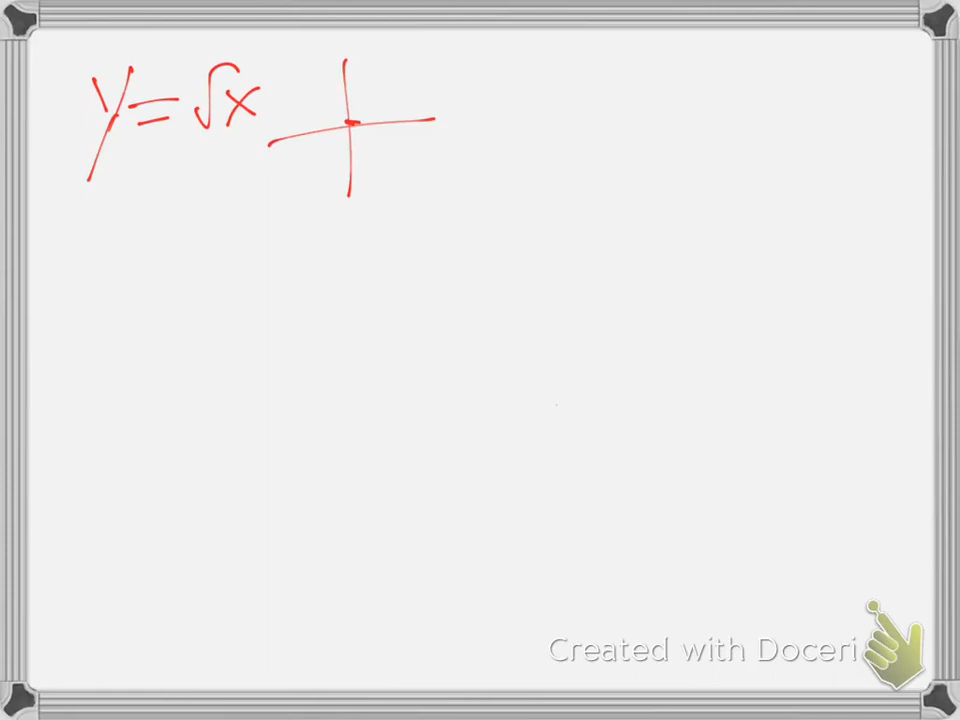 y = √x
Created with Doceri